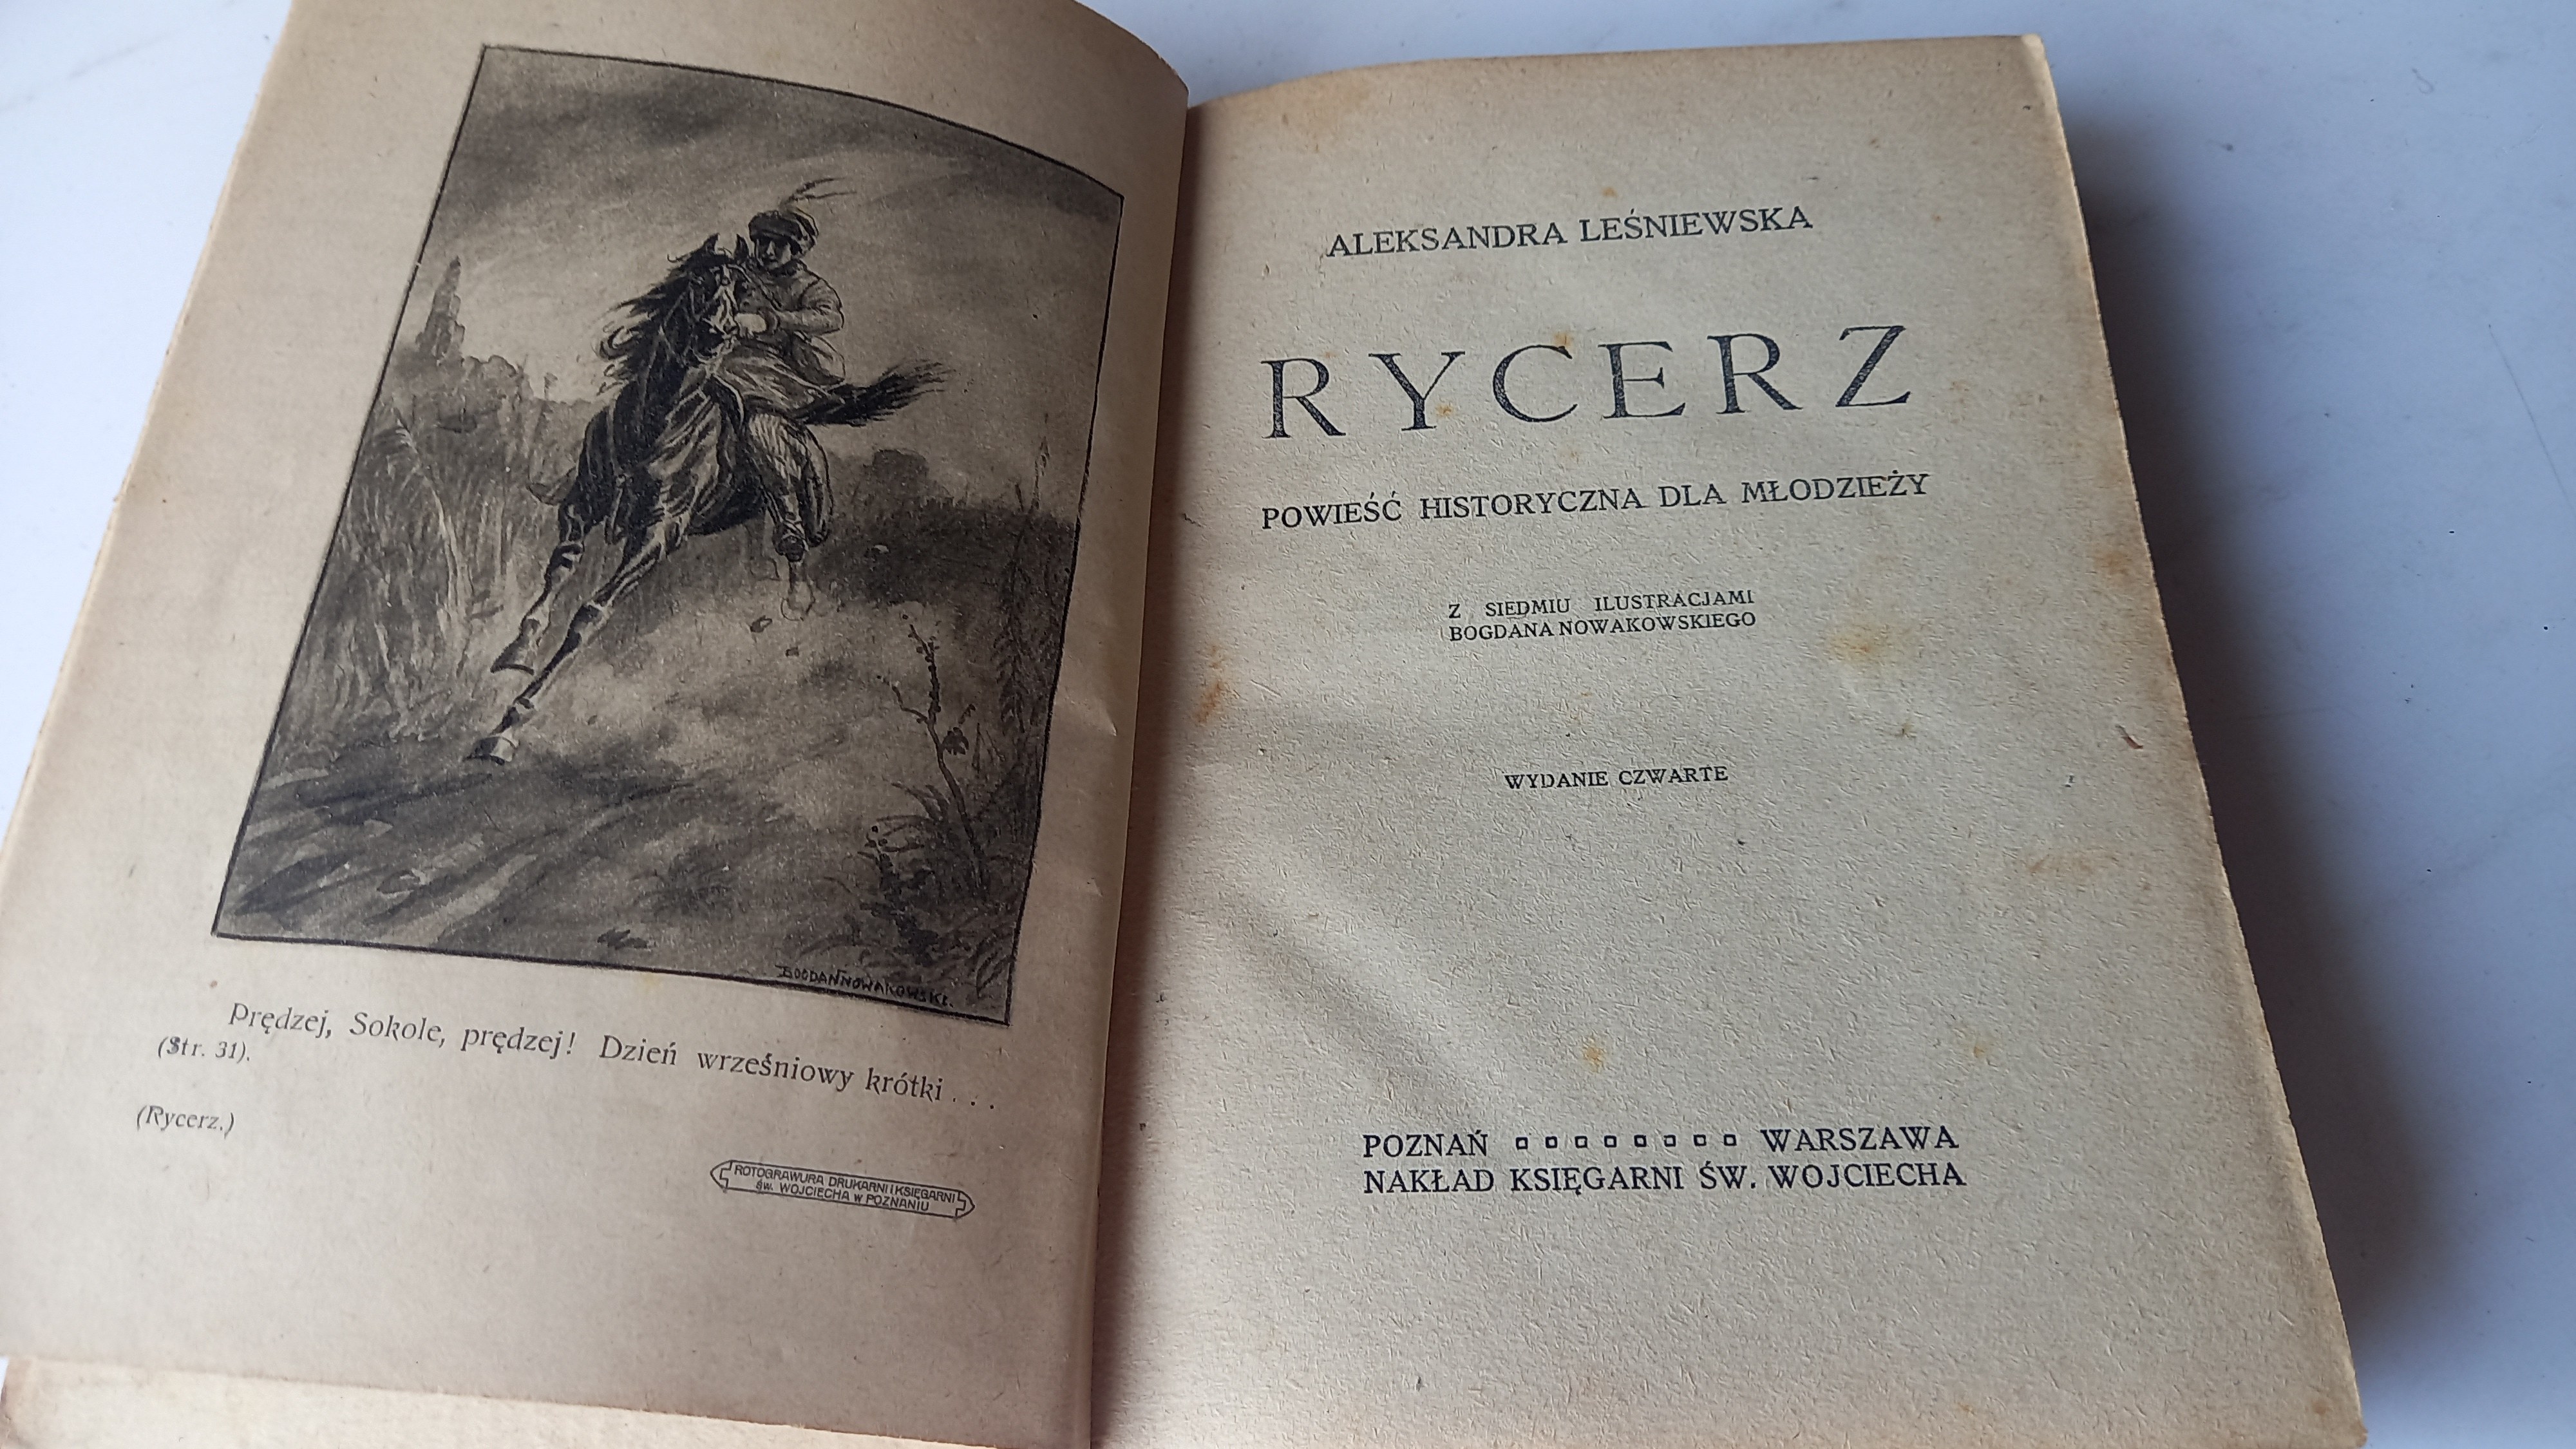 BOGDAN NOWAKOWSKI.
Prędzej, Sokole, prędzej! Dzień wrześniowy krótki . . .
(Str. 31).
(Rycerz.)
ROTOGRAWURA DRUKARNI I KSIĘGARNI
ŚW. WOJCIECHA W POZNANIU
ALEKSANDRA LEŚNIEWSKA
RYCERZ
POWIEŚĆ HISTORYCZNA DLA MŁODZIEŻY
Z SIEDMIU ILUSTRACJAMI
BOGDANA NOWAKOWSKIEGO
WYDANIE CZWARTE
POZNAŃ ▫ ▫ ▫ ▫ ▫ ▫ ▫ ▫ WARSZAWA
NAKŁAD KSIĘGARNI ŚW. WOJCIECHA